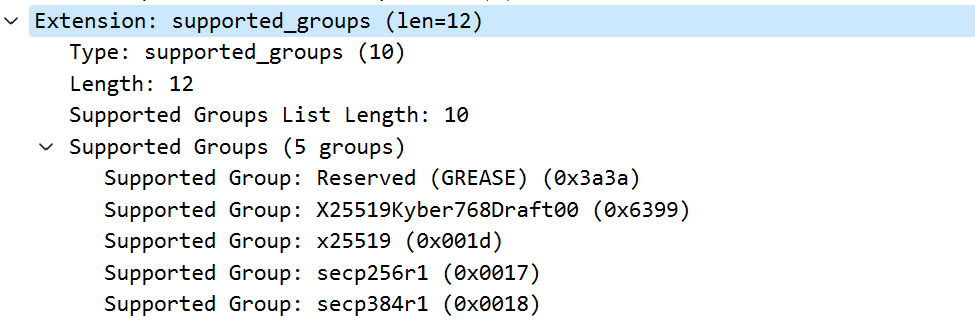 Extension: supported_groups (len=12)
Type: supported_groups (10)
Length: 12
Supported Groups List Length: 10
Supported Groups (5 groups)
Supported Group: Reserved (GREASE) (0x3a3a)
Supported Group: X25519Kyber768Draft00 (0x6399)
Supported Group: x25519 (0x001d)
Supported Group: secp256r1 (0x0017)
Supported Group: secp384r1 (0x0018)